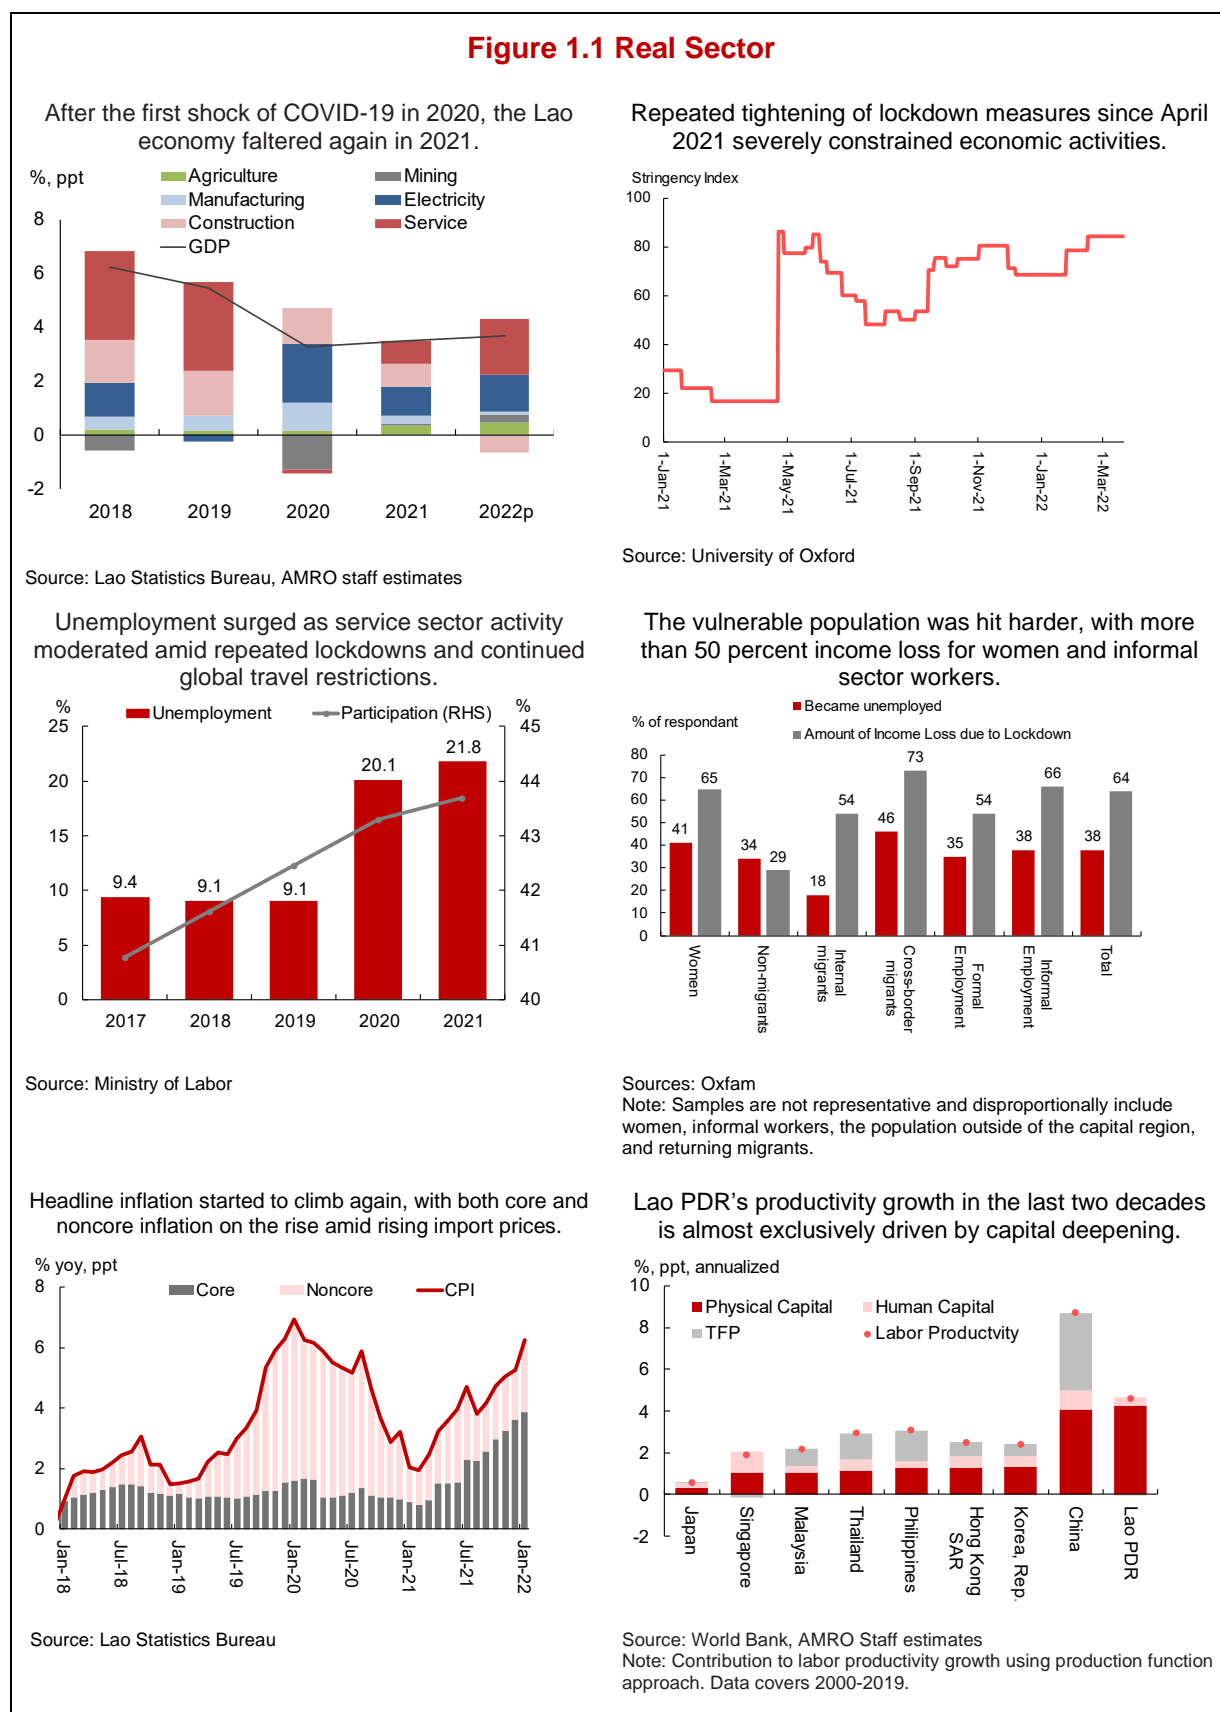 Figure 1.1 Real Sector
After the first shock of COVID-19 in 2020, the Lao
economy faltered again in 2021.
%, ppt
Agriculture
Mining
Manufacturing
Electricity
Construction
Service
GDP
8
6
4
2
0
-2
2018
2019
2020
2021
2022p
Source: Lao Statistics Bureau, AMRO staff estimates
Repeated tightening of lockdown measures since April
2021 severely constrained economic activities.
Stringency Index
100
80
60
40
20
0
1-Jan-21
1-Mar-21
1-May-21
1-Jul-21
1-Sep-21
1-Nov-21
1-Jan-22
1-Mar-22
Source: University of Oxford
Unemployment surged as service sector activity
moderated amid repeated lockdowns and continued
global travel restrictions.
%
Unemployment
Participation (RHS)
%
25
20
15
10
5
0
45
44
43
42
41
40
9.4
9.1
9.1
20.1
21.8
2017
2018
2019
2020
2021
Source: Ministry of Labor
The vulnerable population was hit harder, with more
than 50 percent income loss for women and informal
sector workers.
% of respondant
Became unemployed
Amount of Income Loss due to Lockdown
80
70
60
50
40
30
20
10
0
41
65
34
29
18
54
46
73
35
54
38
66
38
64
Women
Non-migrants
Internal
migrants
Cross-border
migrants
Formal
Employment
Informal
Employment
Total
Sources: Oxfam
Note: Samples are not representative and disproportionally include
women, informal workers, the population outside of the capital region,
and returning migrants.
Headline inflation started to climb again, with both core and
noncore inflation on the rise amid rising import prices.
% yoy, ppt
Core
Noncore
CPI
8
6
4
2
0
Jan-18
Jul-18
Jan-19
Jul-19
Jan-20
Jul-20
Jan-21
Jul-21
Jan-22
Source: Lao Statistics Bureau
Lao PDR’s productivity growth in the last two decades
is almost exclusively driven by capital deepening.
%, ppt, annualized
Physical Capital
Human Capital
TFP
Labor Productvity
10
8
6
4
2
0
-2
Japan
Singapore
Malaysia
Thailand
Philippines
Hong Kong
SAR
Korea, Rep.
China
Lao PDR
Source: World Bank, AMRO Staff estimates
Note: Contribution to labor productivity growth using production function
approach. Data covers 2000-2019.